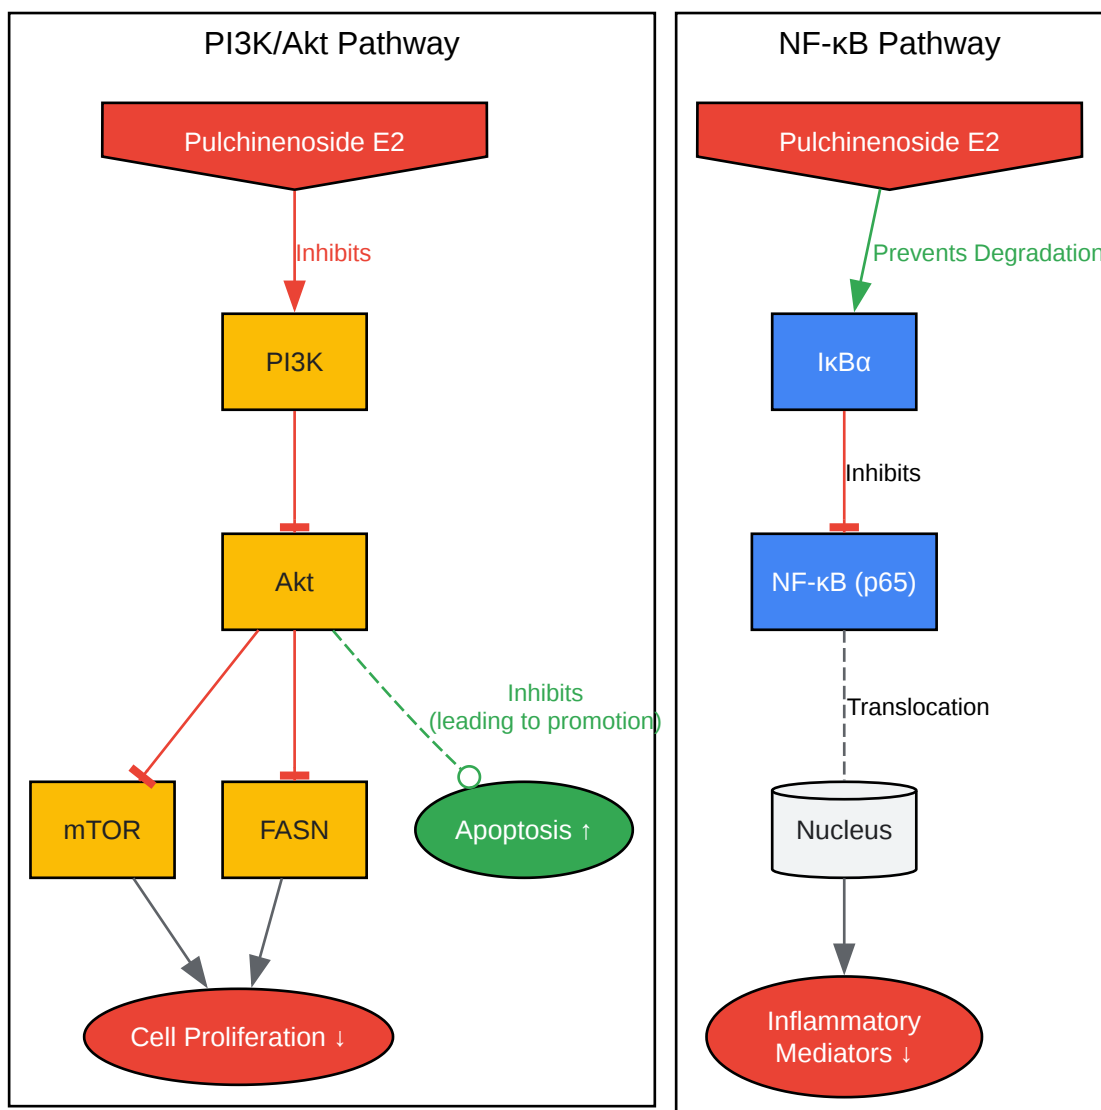 PI3K/Akt Pathway
Pulchinenoside E2
Inhibits
PI3K
Akt
Inhibits
(leading to promotion)
mTOR
FASN
Apoptosis ↑
Cell Proliferation ↓
NF-κB Pathway
Pulchinenoside E2
Prevents Degradation
IκBα
Inhibits
NF-κB (p65)
Translocation
Nucleus
Inflammatory
Mediators ↓